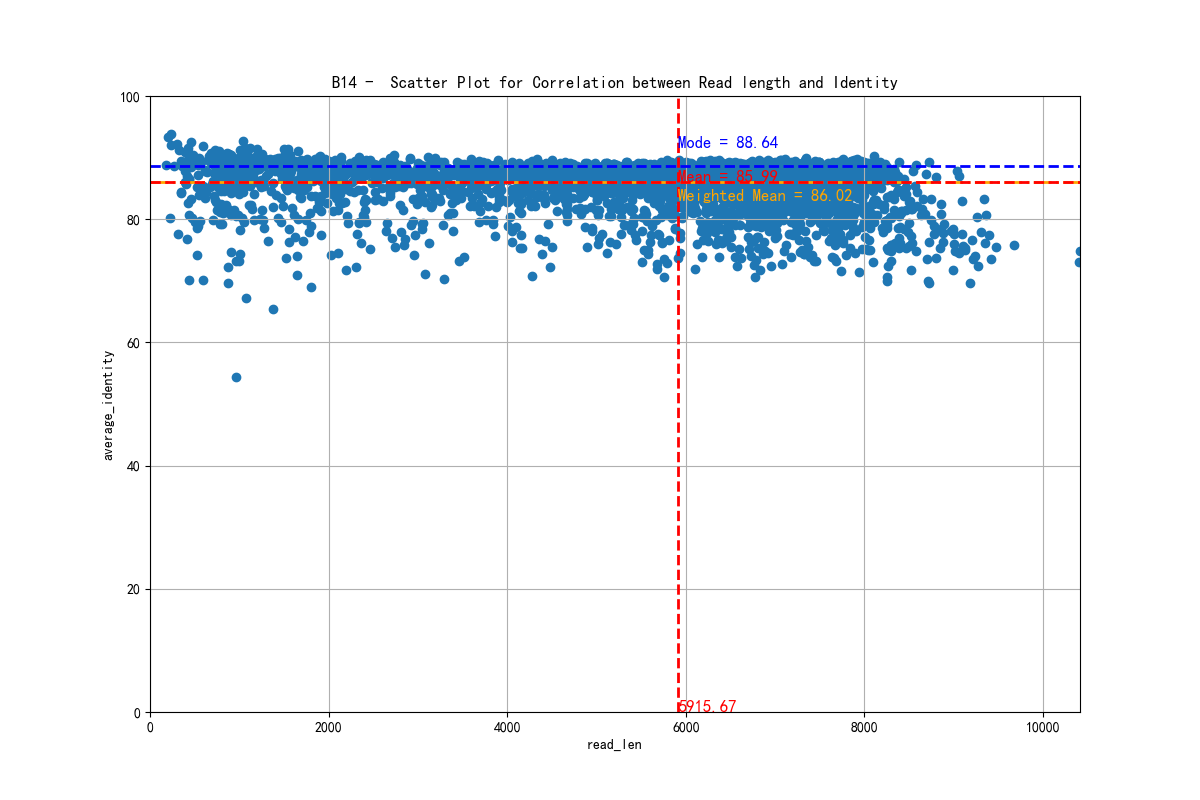 B14 -  Scatter Plot for Correlation between Read length and Identity
100
80
60
40
20
0
average_identity
Mode = 88.64
Mean = 85.99
Weighted Mean = 86.02
5915.67
0
2000
4000
6000
8000
10000
read_len